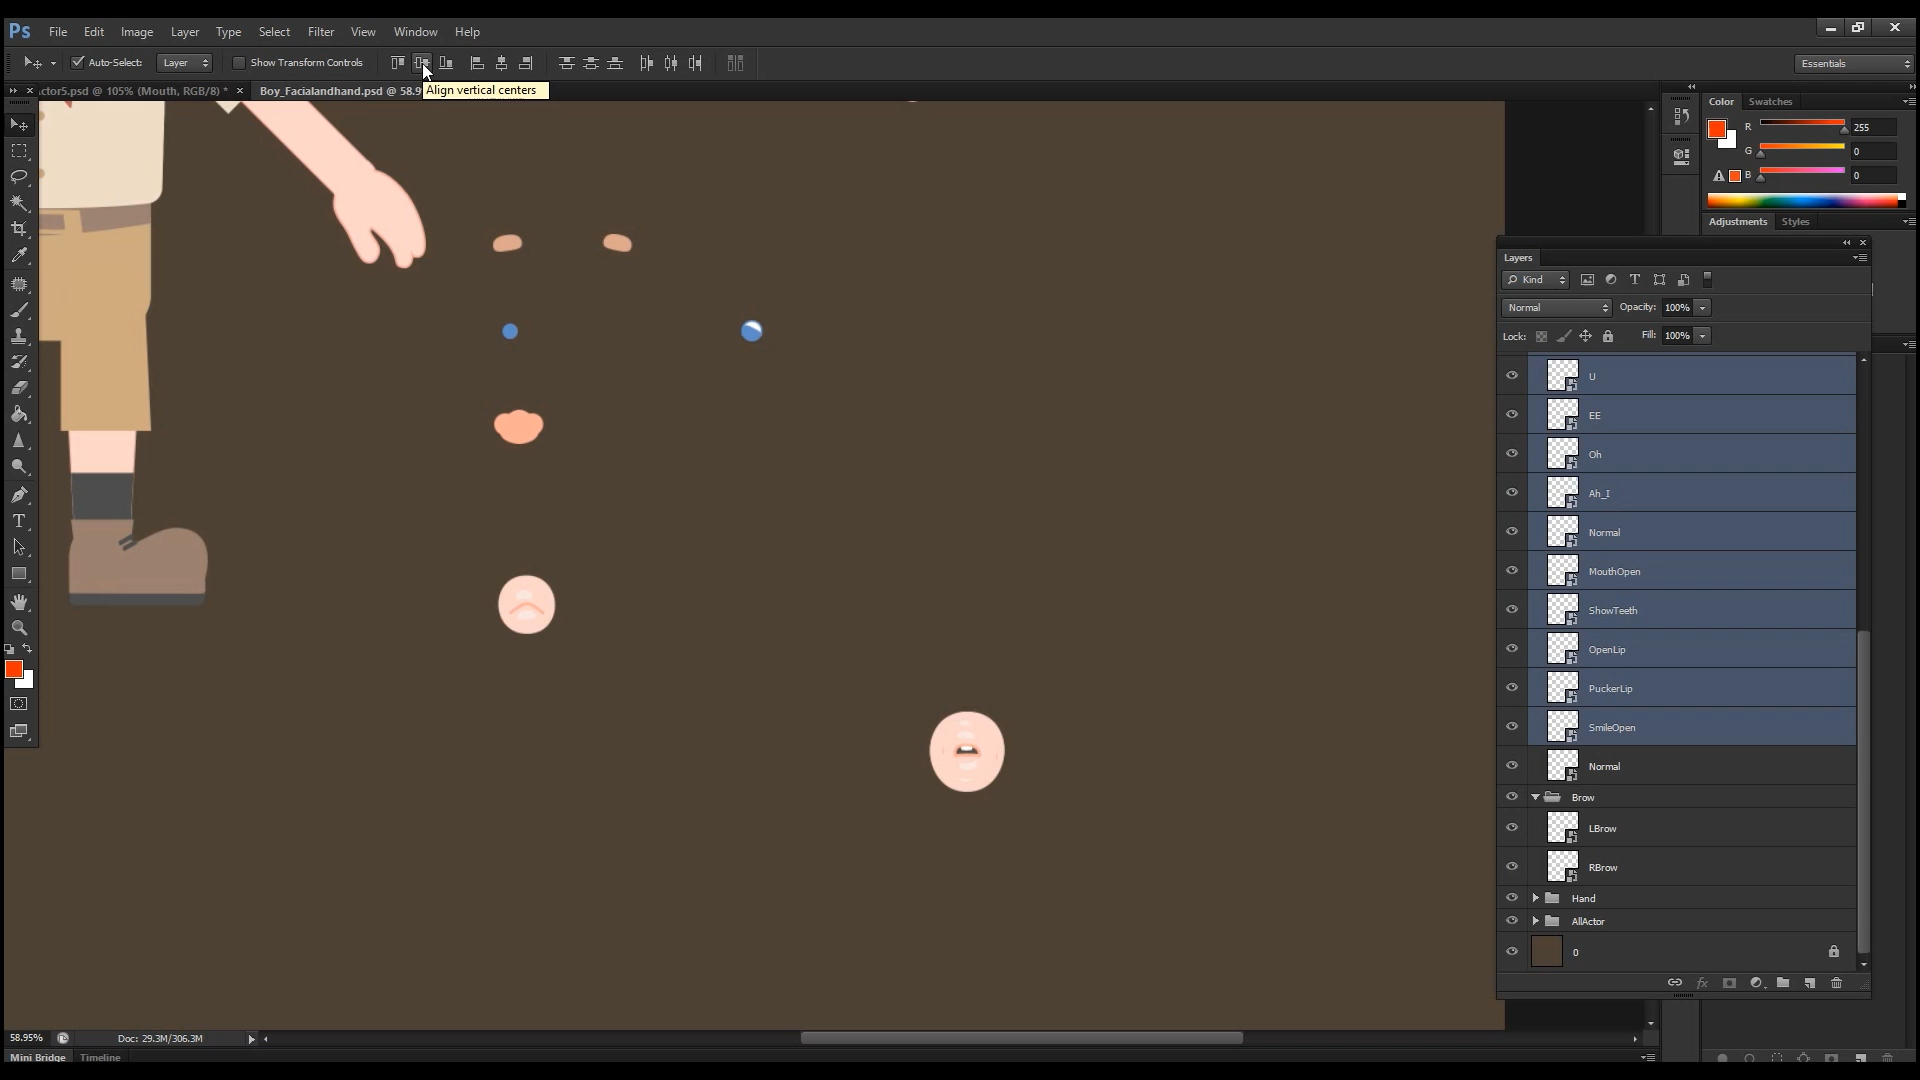 Ps File Edit Image Layer Type Select Filter View Window Help
Auto-Select: Layer Show Transform Controls Essentials
ctor5.psd @ 105% (Mouth, RGB/8) * Boy_Facialandhand.psd @ 58.9
Align vertical centers
Color Swatches
R 255
G 0
B 0
Adjustments Styles
Layers
Kind
Normal Opacity: 100%
Lock: Fill: 100%
U
EE
Oh
Ah_I
Normal
MouthOpen
ShowTeeth
OpenLip
PuckerLip
SmileOpen
Normal
Brow
LBrow
RBrow
Hand
AllActor
0
58.95% Doc: 29.3M/306.3M
Mini Bridge Timeline